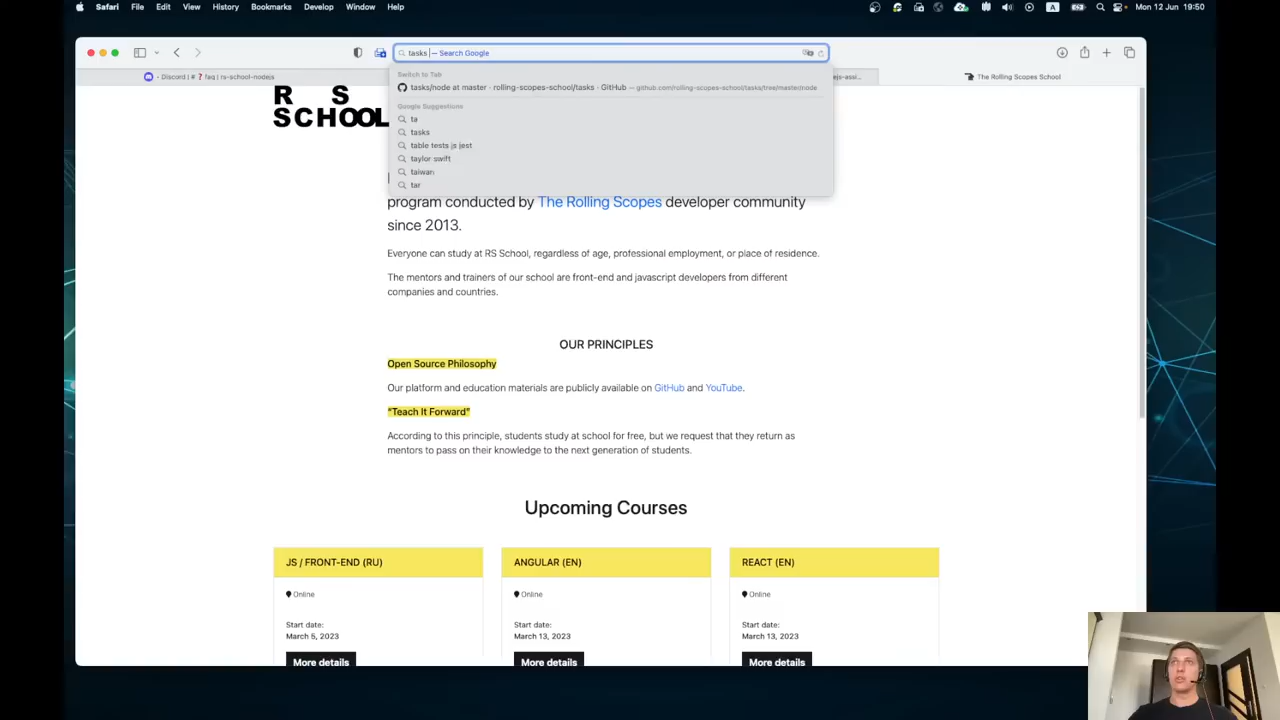 Safari File Edit View History Bookmarks Develop Window Help
A
Mon 12 Jun 19:50
tasks — Search Google
Discord | # ❓ faq | rs-school-nodejs
ejs-assi...
The Rolling Scopes School
Switch to Tab
tasks/node at master · rolling-scopes-school/tasks · GitHub — github.com/rolling-scopes-school/tasks/tree/master/node
Google Suggestions
ta
tasks
table tests js jest
taylor swift
taiwan
tar
R S
SCHOOL
program conducted by The Rolling Scopes developer community
since 2013.
Everyone can study at RS School, regardless of age, professional employment, or place of residence.
The mentors and trainers of our school are front-end and javascript developers from different
companies and countries.
OUR PRINCIPLES
Open Source Philosophy
Our platform and education materials are publicly available on GitHub and YouTube.
“Teach It Forward”
According to this principle, students study at school for free, but we request that they return as
mentors to pass on their knowledge to the next generation of students.
Upcoming Courses
JS / FRONT-END (RU)
Online
Start date:
March 5, 2023
More details
ANGULAR (EN)
Online
Start date:
March 13, 2023
More details
REACT (EN)
Online
Start date:
March 13, 2023
More details